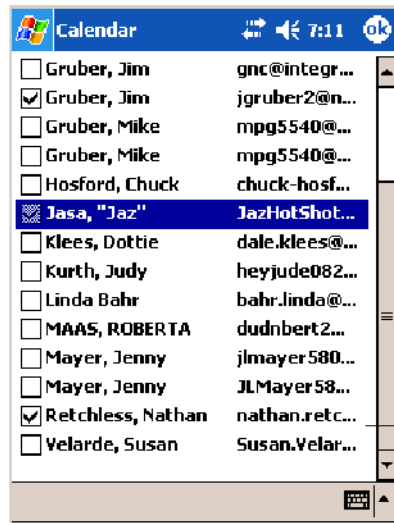 Calendar 7:11 ok
Gruber, Jim gnc@integr...
Gruber, Jim jgruber2@n...
Gruber, Mike mpg5540@...
Gruber, Mike mpg5540@...
Hosford, Chuck chuck-hosf...
Jasa, "Jaz" JazHotShot...
Klees, Dottie dale.klees@...
Kurth, Judy heyjude082...
Linda Bahr bahr.linda@...
MAAS, ROBERTA dudnbert2...
Mayer, Jenny jlmayer580...
Mayer, Jenny JLMayer58...
Retchless, Nathan nathan.retc...
Velarde, Susan Susan.Velar...